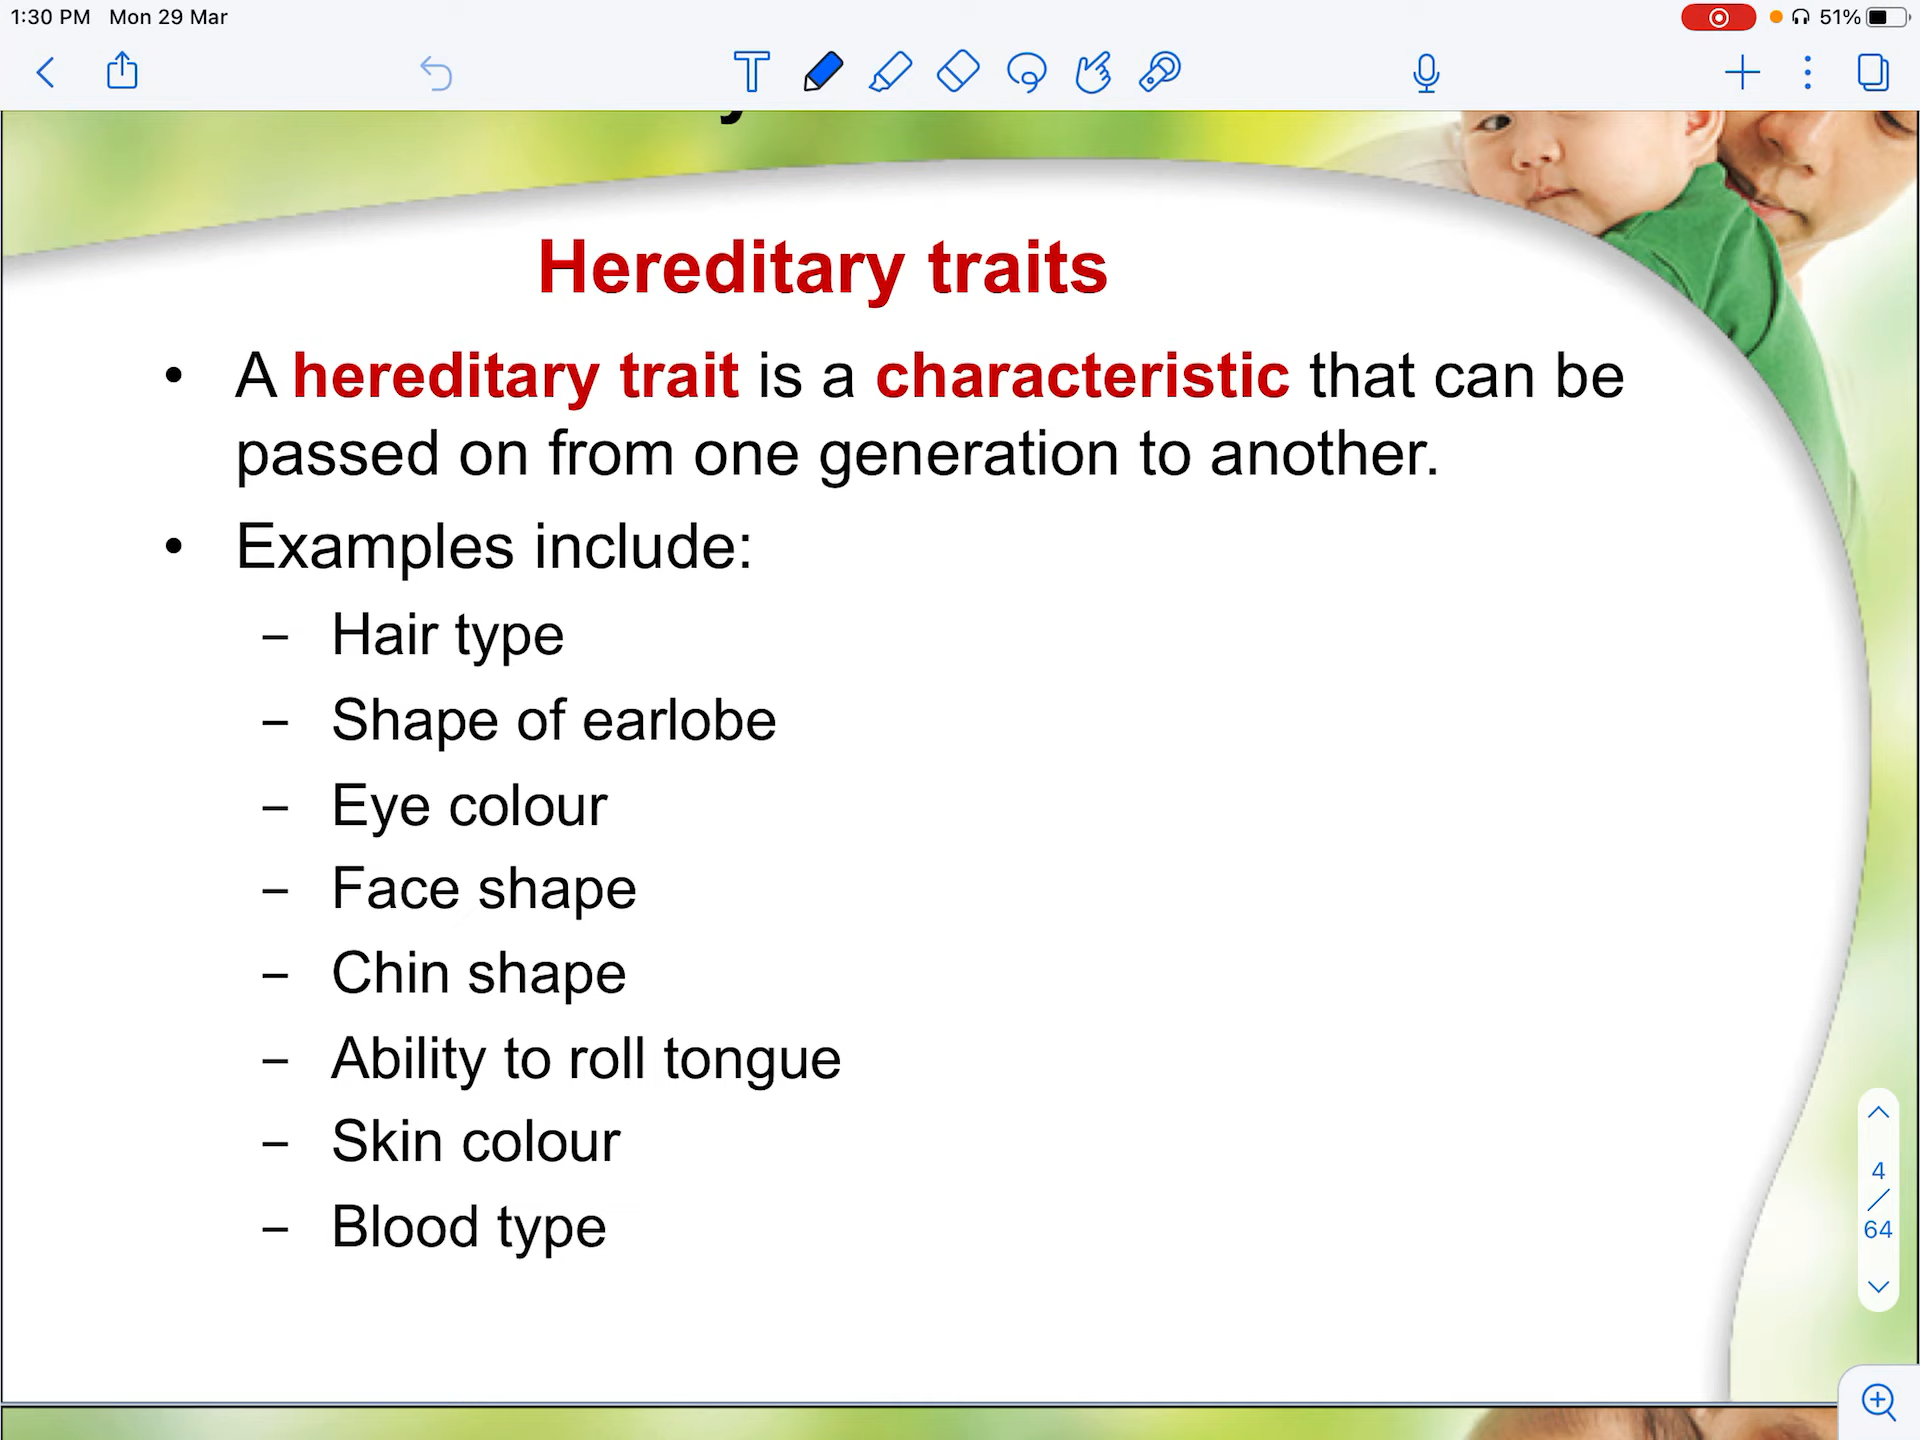 1:30 PM Mon 29 Mar
51%
T
Hereditary traits
• A hereditary trait is a characteristic that can be
passed on from one generation to another.
• Examples include:
– Hair type
– Shape of earlobe
– Eye colour
– Face shape
– Chin shape
– Ability to roll tongue
– Skin colour
– Blood type
4
/
64